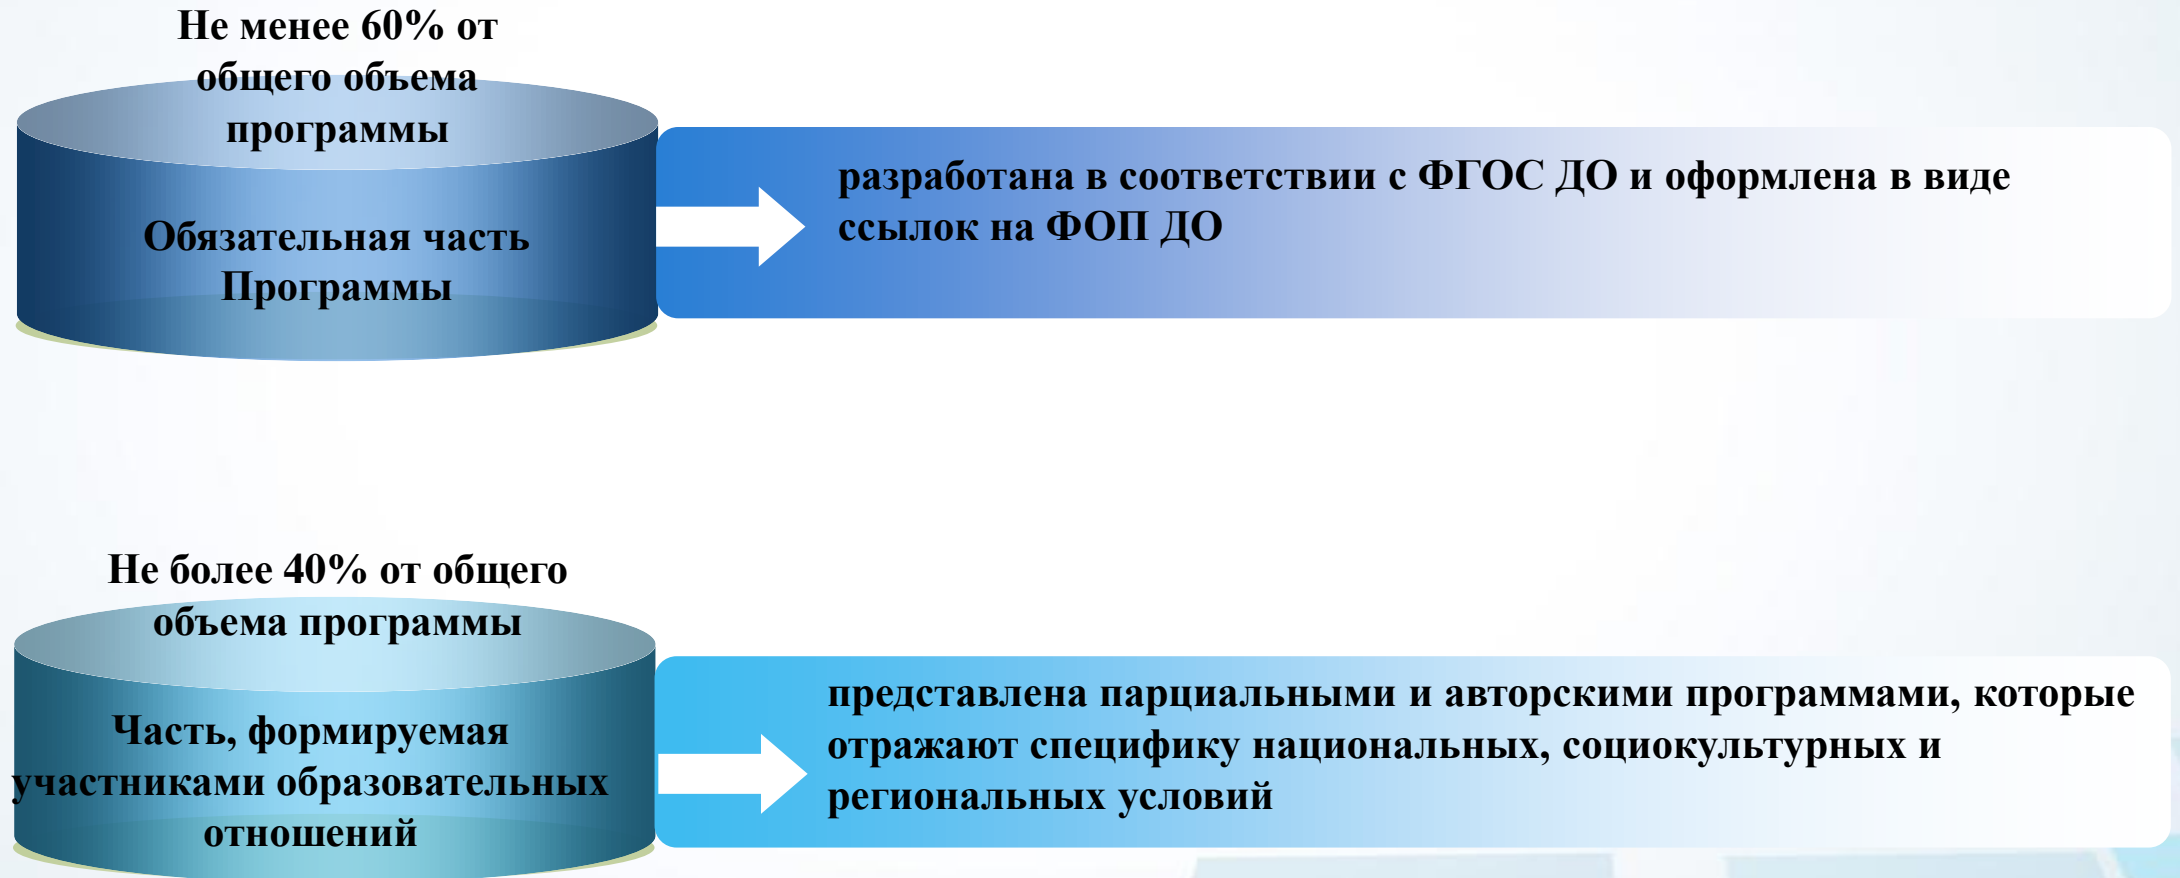 Не менее 60% от
общего объема
программы
Обязательная часть
Программы
разработана в соответствии с ФГОС ДО и оформлена в виде
ссылок на ФОП ДО
Не более 40% от общего
объема программы
Часть, формируемая
участниками образовательных
отношений
представлена парциальными и авторскими программами, которые
отражают специфику национальных, социокультурных и
региональных условий